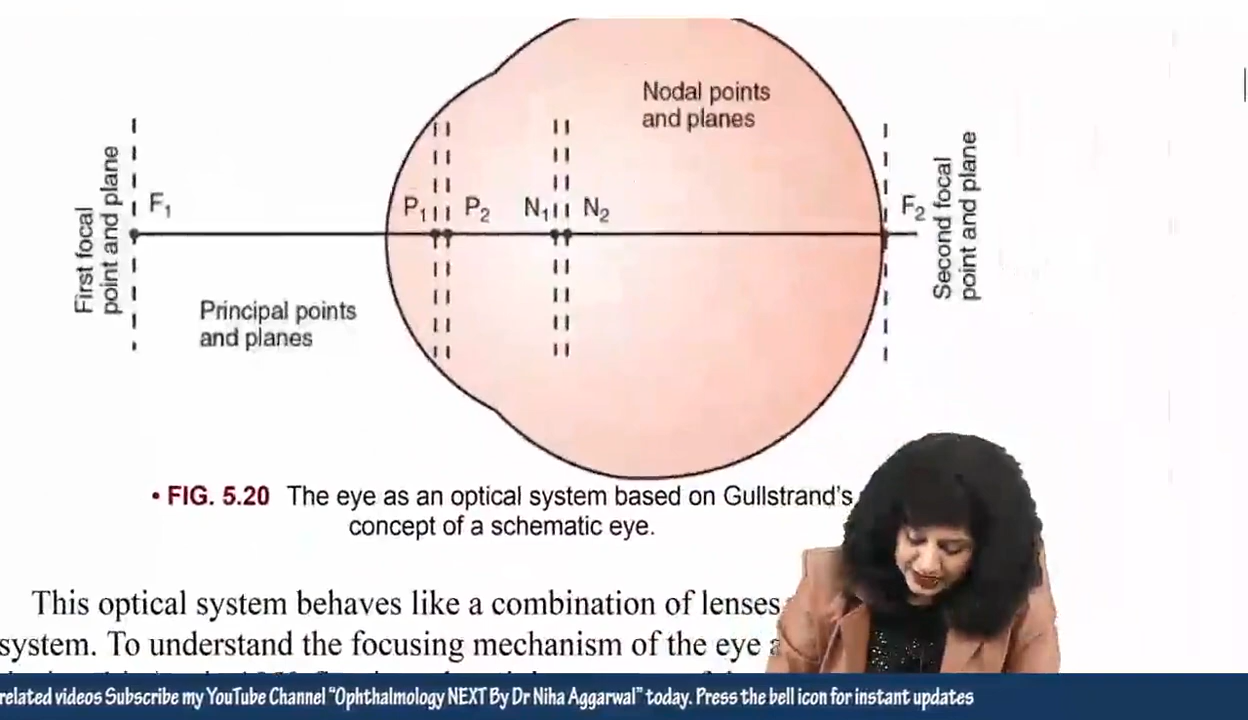 Nodal points
and planes
First focal
point and plane
F₁
P₁
P₂
N₁
N₂
F₂
Second focal
point and plane
Principal points
and planes
• FIG. 5.20 The eye as an optical system based on Gullstrand's
concept of a schematic eye.
This optical system behaves like a combination of lenses
system. To understand the focusing mechanism of the eye
related videos Subscribe my YouTube Channel "Ophthalmology NEXT By Dr Niha Aggarwal" today. Press the bell icon for instant updates